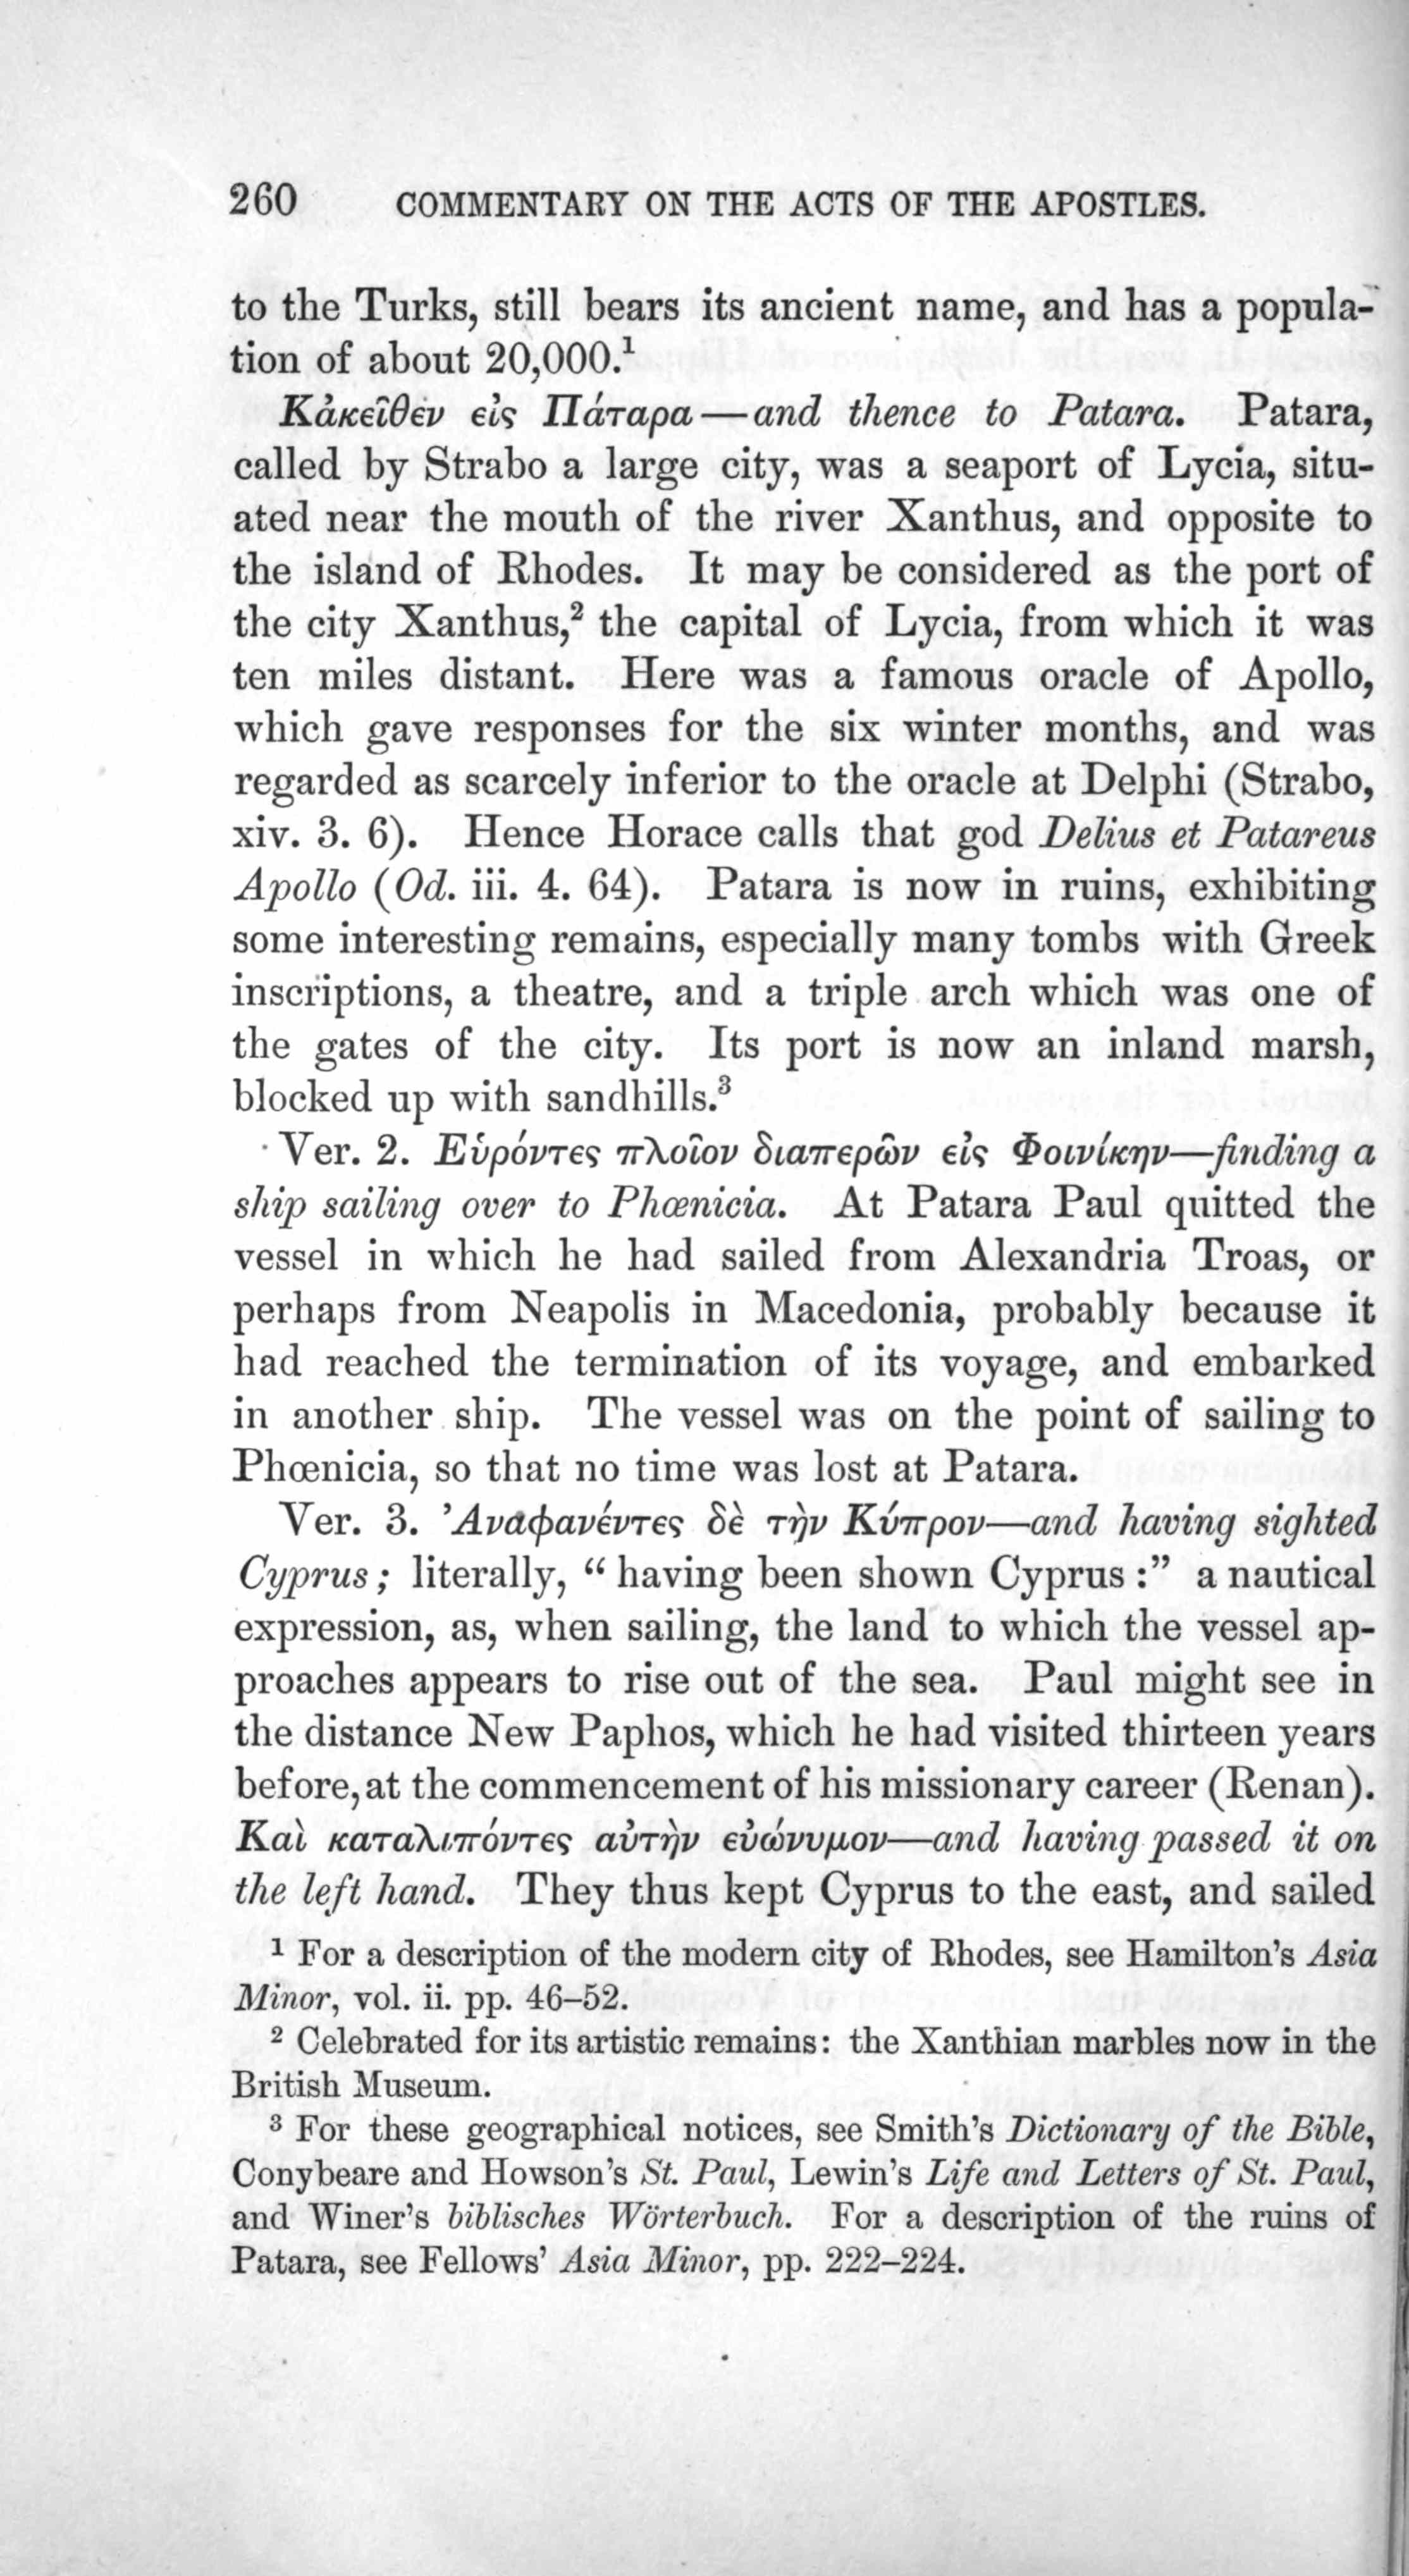 260 COMMENTARY ON THE ACTS OF THE APOSTLES.
to the Turks, still bears its ancient name, and has a popula-
tion of about 20,000.¹
Κἀκεῖθεν εἰς Πάταρα—and thence to Patara. Patara,
called by Strabo a large city, was a seaport of Lycia, situ-
ated near the mouth of the river Xanthus, and opposite to
the island of Rhodes. It may be considered as the port of
the city Xanthus,² the capital of Lycia, from which it was
ten miles distant. Here was a famous oracle of Apollo,
which gave responses for the six winter months, and was
regarded as scarcely inferior to the oracle at Delphi (Strabo,
xiv. 3. 6). Hence Horace calls that god Delius et Patareus
Apollo (Od. iii. 4. 64). Patara is now in ruins, exhibiting
some interesting remains, especially many tombs with Greek
inscriptions, a theatre, and a triple arch which was one of
the gates of the city. Its port is now an inland marsh,
blocked up with sandhills.³
Ver. 2. Εὑρόντες πλοῖον διαπερῶν εἰς Φοινίκην—finding a
ship sailing over to Phœnicia. At Patara Paul quitted the
vessel in which he had sailed from Alexandria Troas, or
perhaps from Neapolis in Macedonia, probably because it
had reached the termination of its voyage, and embarked
in another ship. The vessel was on the point of sailing to
Phœnicia, so that no time was lost at Patara.
Ver. 3. Ἀναφανέντες δὲ τὴν Κύπρον—and having sighted
Cyprus; literally, “having been shown Cyprus:” a nautical
expression, as, when sailing, the land to which the vessel ap-
proaches appears to rise out of the sea. Paul might see in
the distance New Paphos, which he had visited thirteen years
before, at the commencement of his missionary career (Renan).
Καὶ καταλιπόντες αὐτὴν εὐώνυμον—and having passed it on
the left hand. They thus kept Cyprus to the east, and sailed
¹ For a description of the modern city of Rhodes, see Hamilton's Asia
Minor, vol. ii. pp. 46–52.
² Celebrated for its artistic remains: the Xanthian marbles now in the
British Museum.
³ For these geographical notices, see Smith's Dictionary of the Bible,
Conybeare and Howson's St. Paul, Lewin's Life and Letters of St. Paul,
and Winer's biblisches Wörterbuch. For a description of the ruins of
Patara, see Fellows' Asia Minor, pp. 222–224.